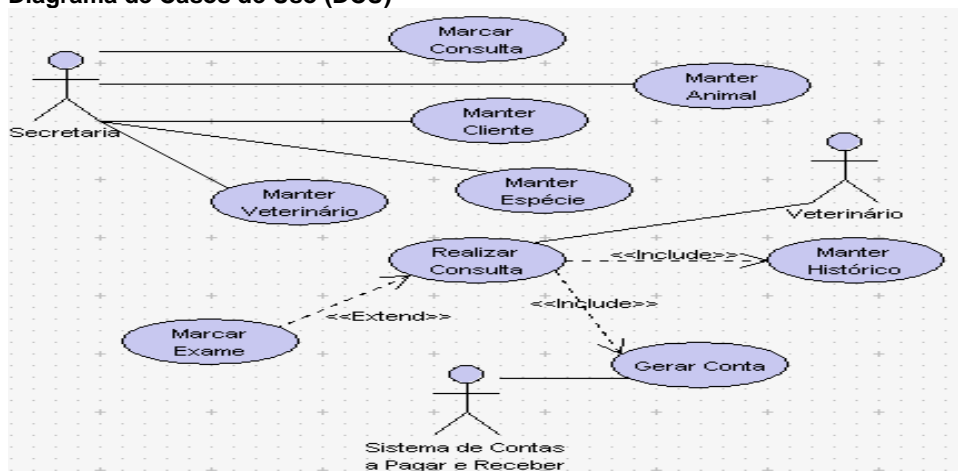 Diagrama de Casos de Uso (DCU)
Marcar
Consulta
Manter
Animal
Manter
Cliente
Secretaria
Manter
Espécie
Manter
Veterinário
Veterinário
Realizar
Consulta
<<Include>>
Manter
Histórico
<<Include>>
<<Extend>>
Marcar
Exame
Gerar Conta
Sistema de Contas
a Pagar e Receber